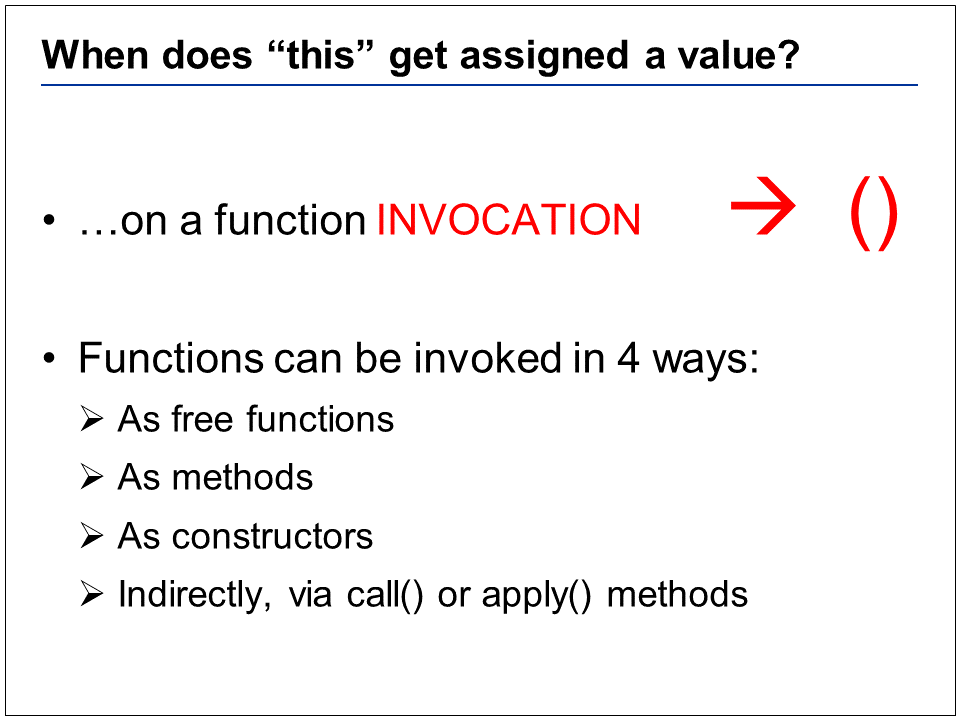 When does “this” get assigned a value?
• …on a function INVOCATION → ()
• Functions can be invoked in 4 ways:
➢ As free functions
➢ As methods
➢ As constructors
➢ Indirectly, via call() or apply() methods